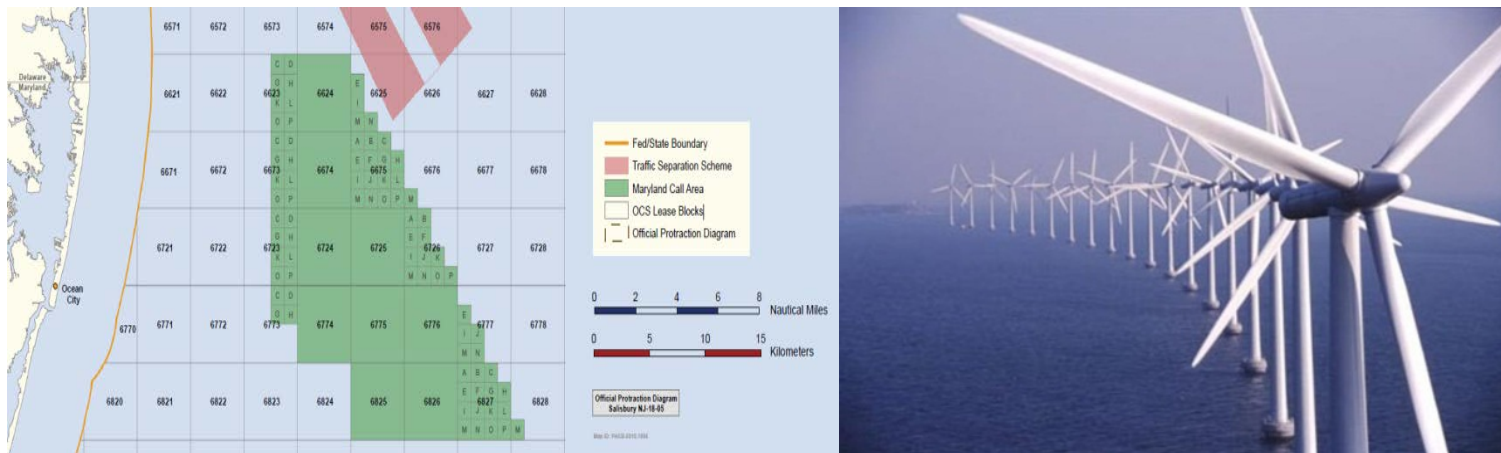 6571 6572 6573 6574 6575 6576
Delaware
Maryland
C D
G H
6621 6622 6623 6624 E 6625 6626 6627 6628
K L I
O P M N
C D A B C
G H E F G H
6671 6672 6673 6674 6675 6676 6677 6678
K L I J K L
O P M N O P M
C D A B
G H E F
6721 6722 6723 6724 6725 6726 6727 6728
K L I J K
O P M N O P
Ocean
City
C D
G H E
6770 6771 6772 6773 6774 6775 6776 6777 6778
I J
M N
A B C
E F G H
6820 6821 6822 6823 6824 6825 6826 6827 6828
I J K L
M N O P M
Fed/State Boundary
Traffic Separation Scheme
Maryland Call Area
OCS Lease Blocks
Official Protraction Diagram
0 2 4 6 8
Nautical Miles
0 5 10 15
Kilometers
Official Protraction Diagram
Salisbury NJ-18-05